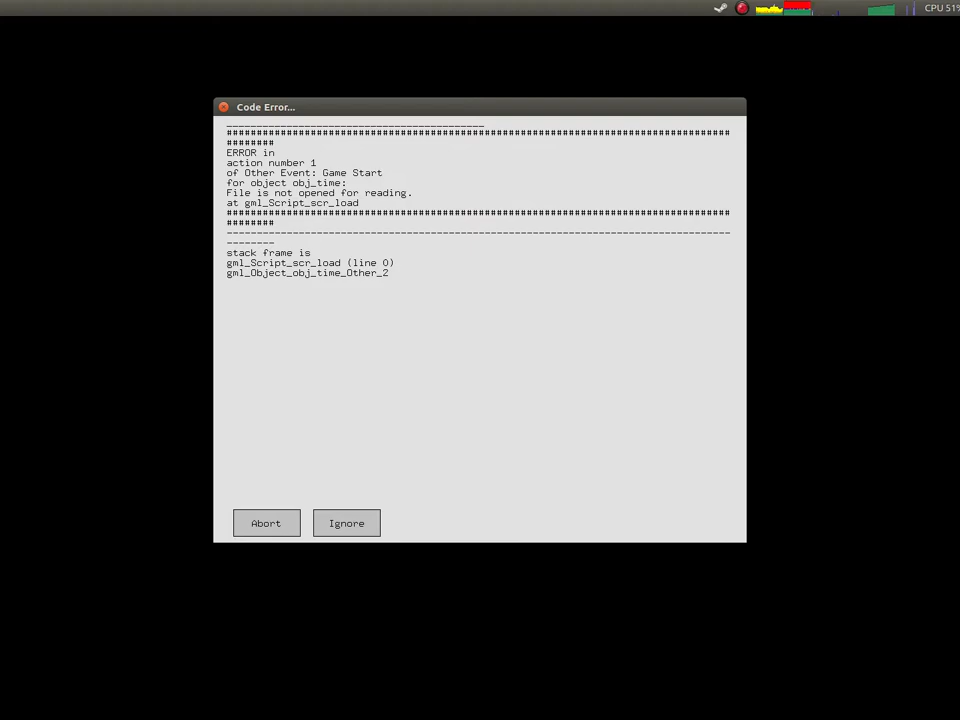 CPU 51%
Code Error...
___________________________________________
####################################################################################
########
ERROR in
action number 1
of Other Event: Game Start
for object obj_time:
File is not opened for reading.
at gml_Script_scr_load
####################################################################################
########
------------------------------------------------------------------------------------
--------
stack frame is
gml_Script_scr_load (line 0)
gml_Object_obj_time_Other_2
Abort Ignore